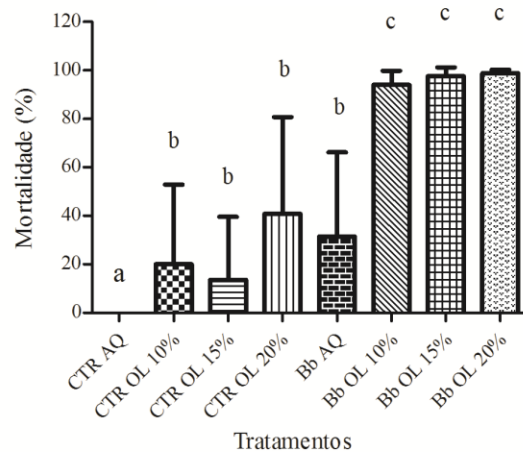 120
100
80
60
40
20
0
Mortalidade (%)
a
b
b
b
b
c
c
c
CTR AQ
CTR OL 10%
CTR OL 15%
CTR OL 20%
Bb AQ
Bb OL 10%
Bb OL 15%
Bb OL 20%
Tratamentos